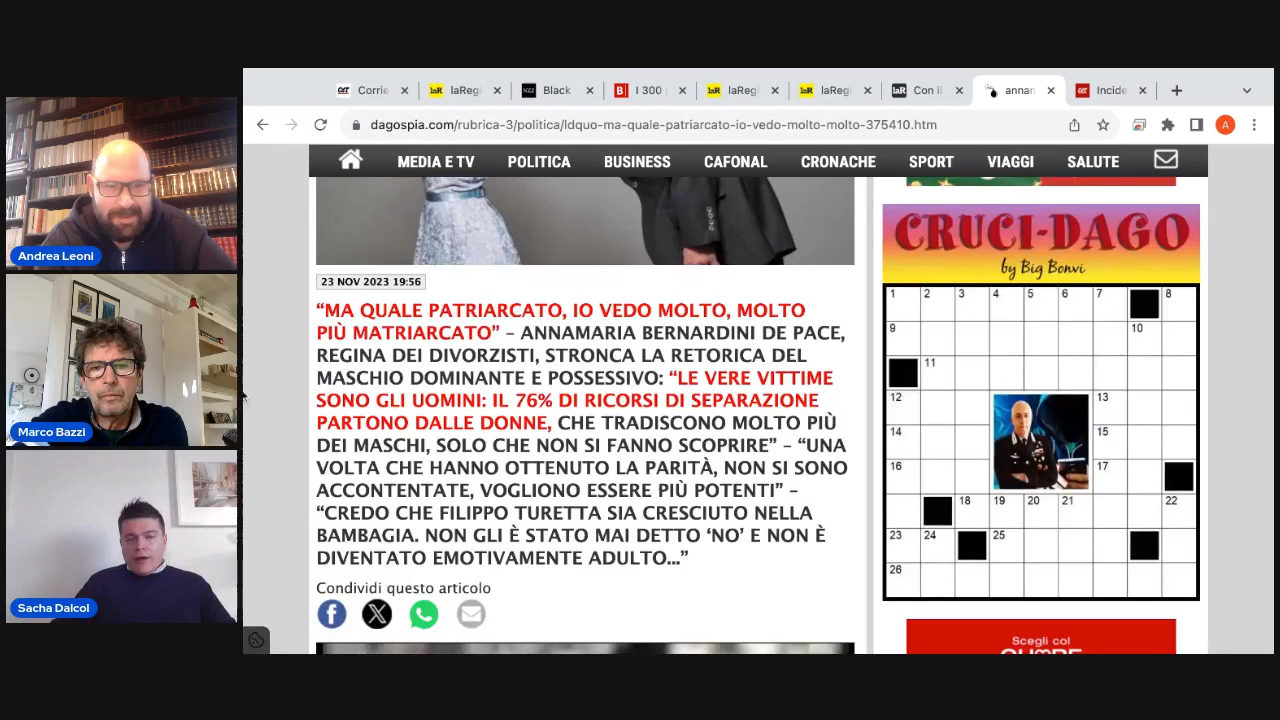 Andrea Leoni
Marco Bazzi
Sacha Dalcol
CdT Corrie
laR laRegi
NZZ Black
B| I 300
laR laRegi
laR laRegi
laR Con il
annan
CdT Incide
dagospia.com/rubrica-3/politica/ldquo-ma-quale-patriarcato-io-vedo-molto-molto-375410.htm
A
MEDIA E TV POLITICA BUSINESS CAFONAL CRONACHE SPORT VIAGGI SALUTE
23 NOV 2023 19:56
“MA QUALE PATRIARCATO, IO VEDO MOLTO, MOLTO
PIÙ MATRIARCATO” – ANNAMARIA BERNARDINI DE PACE,
REGINA DEI DIVORZISTI, STRONCA LA RETORICA DEL
MASCHIO DOMINANTE E POSSESSIVO: “LE VERE VITTIME
SONO GLI UOMINI: IL 76% DI RICORSI DI SEPARAZIONE
PARTONO DALLE DONNE, CHE TRADISCONO MOLTO PIÙ
DEI MASCHI, SOLO CHE NON SI FANNO SCOPRIRE” – “UNA
VOLTA CHE HANNO OTTENUTO LA PARITÀ, NON SI SONO
ACCONTENTATE, VOGLIONO ESSERE PIÙ POTENTI” –
“CREDO CHE FILIPPO TURETTA SIA CRESCIUTO NELLA
BAMBAGIA. NON GLI È STATO MAI DETTO ‘NO’ E NON È
DIVENTATO EMOTIVAMENTE ADULTO...”
Condividi questo articolo
CRUCI-DAGO
by Big Bonvi
1 2 3 4 5 6 7 8
9 10
11
12 13
14 15
16 17
18 19 20 21 22
23 24 25
26
Scegli col